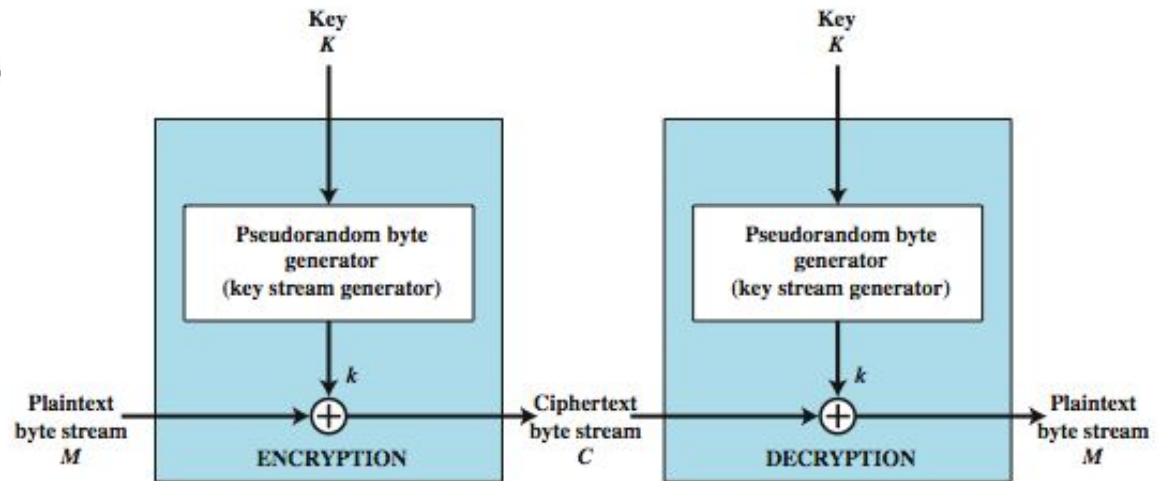 Key
K
Pseudorandom byte
generator
(key stream generator)
k
Plaintext
byte stream
M
ENCRYPTION
Ciphertext
byte stream
C
Key
K
Pseudorandom byte
generator
(key stream generator)
k
DECRYPTION
Plaintext
byte stream
M